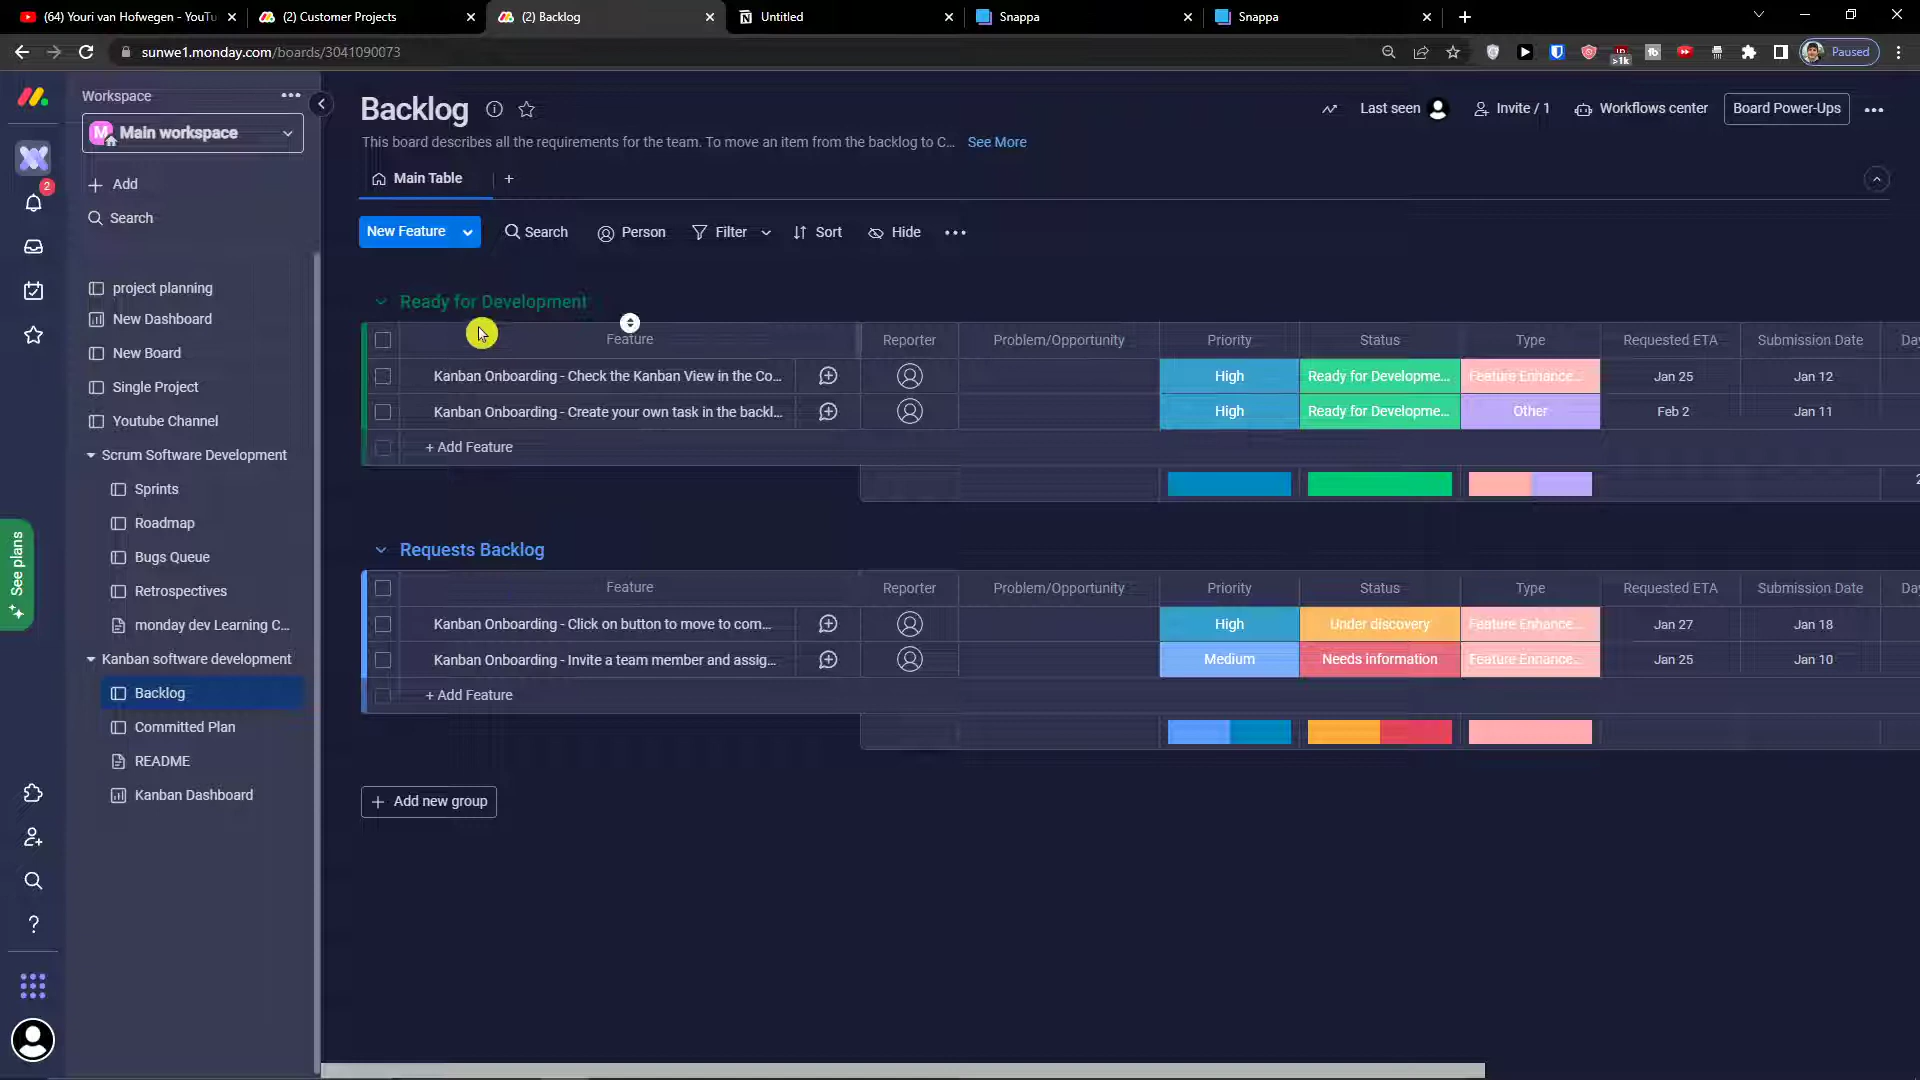 (64) Youri van Hofwegen - YouTu
(2) Customer Projects
(2) Backlog
Untitled
Snappa
Snappa
sunwe1.monday.com/boards/3041090073
>1k
fb
Paused
Workspace
M Main workspace
Add
Search
2
project planning
New Dashboard
New Board
Single Project
Youtube Channel
Scrum Software Development
Sprints
Roadmap
Bugs Queue
Retrospectives
monday dev Learning C...
Kanban software development
Backlog
Committed Plan
README
Kanban Dashboard
See plans
Backlog
Last seen
Invite / 1
Workflows center
Board Power-Ups
This board describes all the requirements for the team. To move an item from the backlog to C... See More
Main Table
New Feature
Search
Person
Filter
Sort
Hide
Ready for Development
Feature Reporter Problem/Opportunity Priority Status Type Requested ETA Submission Date Day
Kanban Onboarding - Check the Kanban View in the Co... High Ready for Developme... Feature Enhance... Jan 25 Jan 12
Kanban Onboarding - Create your own task in the backl... High Ready for Developme... Other Feb 2 Jan 11
+ Add Feature
Requests Backlog
Feature Reporter Problem/Opportunity Priority Status Type Requested ETA Submission Date Day
Kanban Onboarding - Click on button to move to com... High Under discovery Feature Enhance... Jan 27 Jan 18
Kanban Onboarding - Invite a team member and assig... Medium Needs information Feature Enhance... Jan 25 Jan 10
+ Add Feature
Add new group